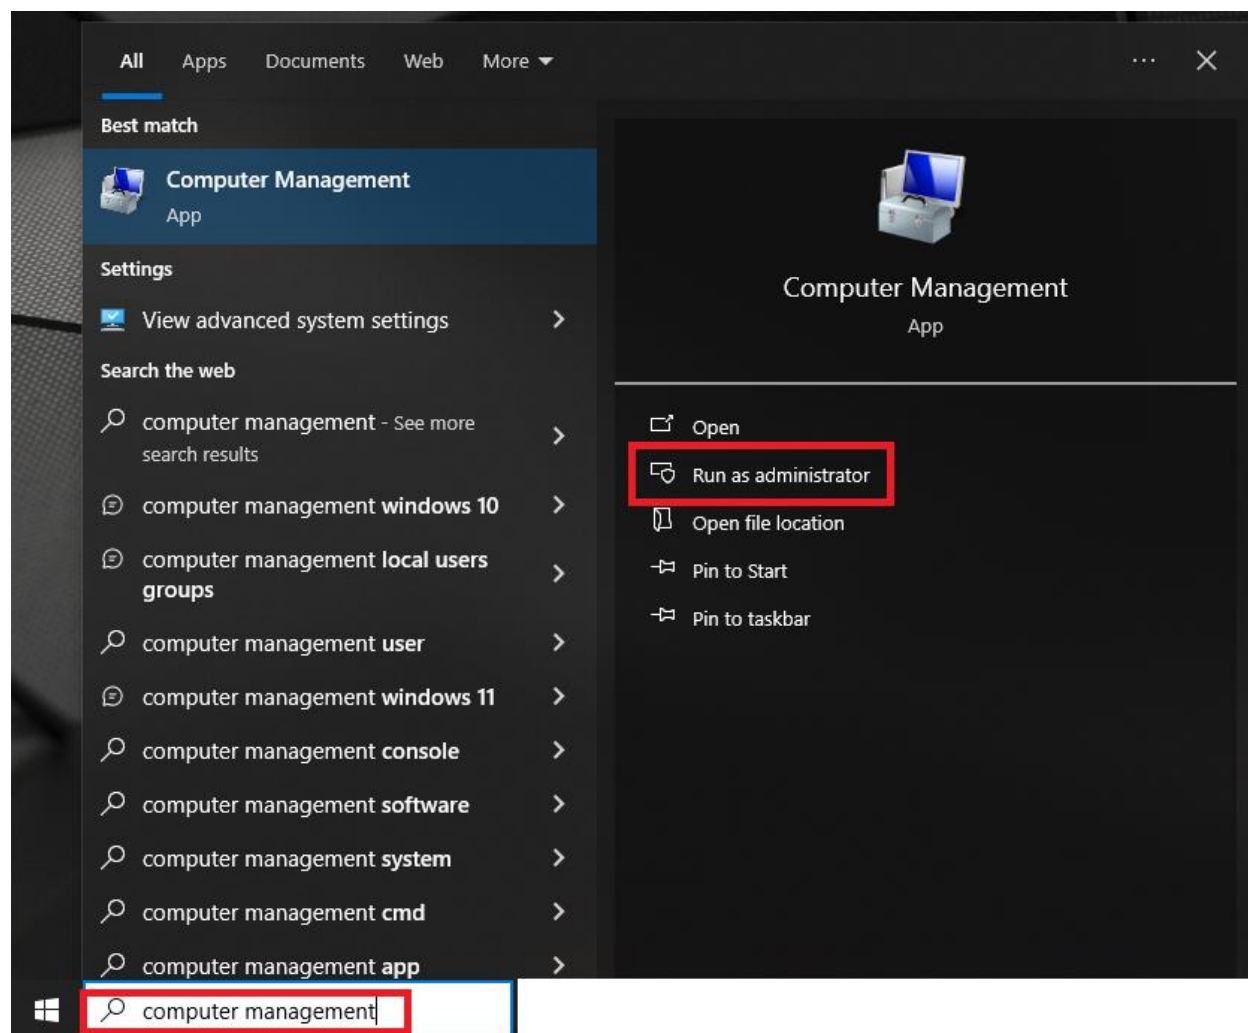 All Apps Documents Web More
Best match
Computer Management
App
Settings
View advanced system settings
Search the web
computer management - See more
search results
computer management windows 10
computer management local users
groups
computer management user
computer management windows 11
computer management console
computer management software
computer management system
computer management cmd
computer management app
computer management
Computer Management
App
Open
Run as administrator
Open file location
Pin to Start
Pin to taskbar